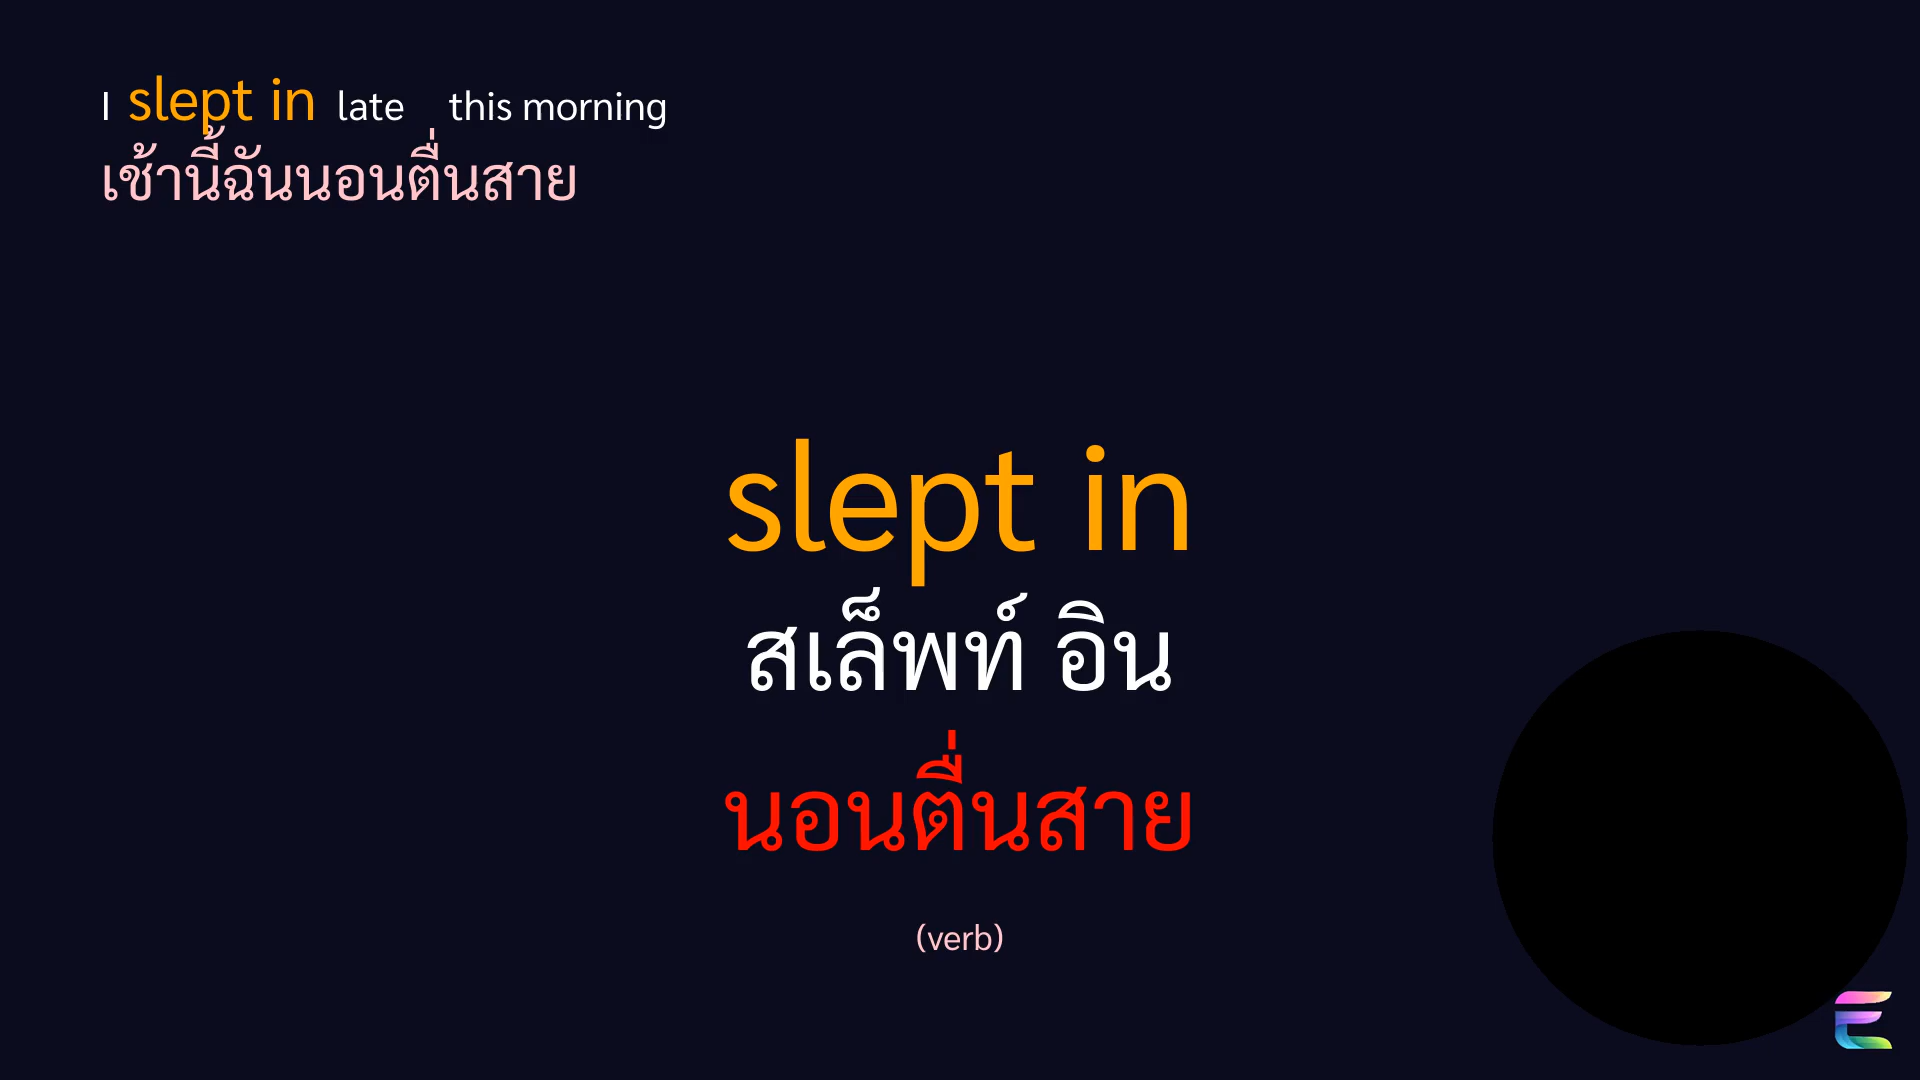 I slept in late this morning
เช้านี้ฉันนอนตื่นสาย
slept in
สเล็พท์ อิน
นอนตื่นสาย
(verb)